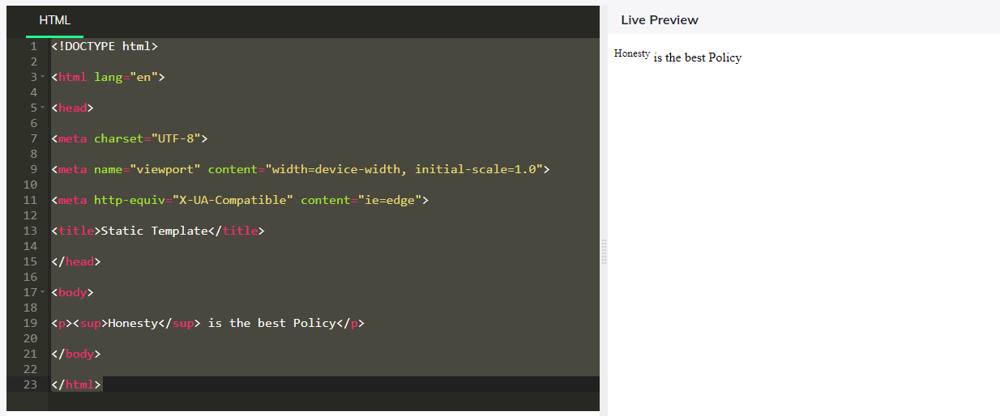 HTML
1 <!DOCTYPE html>
2
3 <html lang="en">
4
5 <head>
6
7 <meta charset="UTF-8">
8
9 <meta name="viewport" content="width=device-width, initial-scale=1.0">
10
11 <meta http-equiv="X-UA-Compatible" content="ie=edge">
12
13 <title>Static Template</title>
14
15 </head>
16
17 <body>
18
19 <p><sup>Honesty</sup> is the best Policy</p>
20
21 </body>
22
23 </html>
Live Preview
Honesty is the best Policy